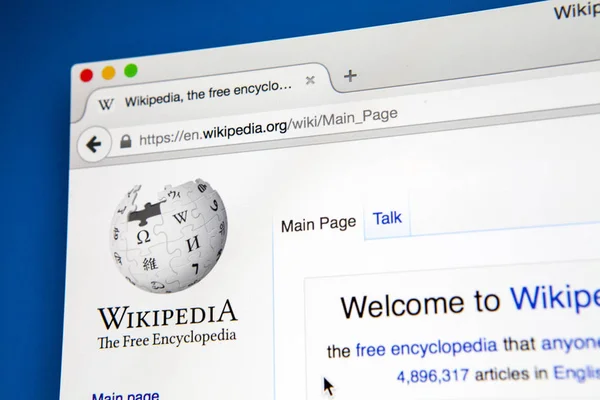 Wikip
W Wikipedia, the free encyclo... × +
https://en.wikipedia.org/wiki/Main_Page
Ω W И 維
WIKIPEDIA
The Free Encyclopedia
Main page
Main Page Talk
Welcome to Wikipe
the free encyclopedia that anyone
4,896,317 articles in Englis